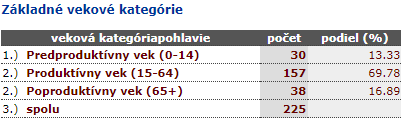 Základné vekové kategórie
veková kategóriapohlavie počet podiel (%)
1.) Predproduktívny vek (0-14) 30 13.33
2.) Produktívny vek (15-64) 157 69.78
2.) Poproduktívny vek (65+) 38 16.89
3.) spolu 225